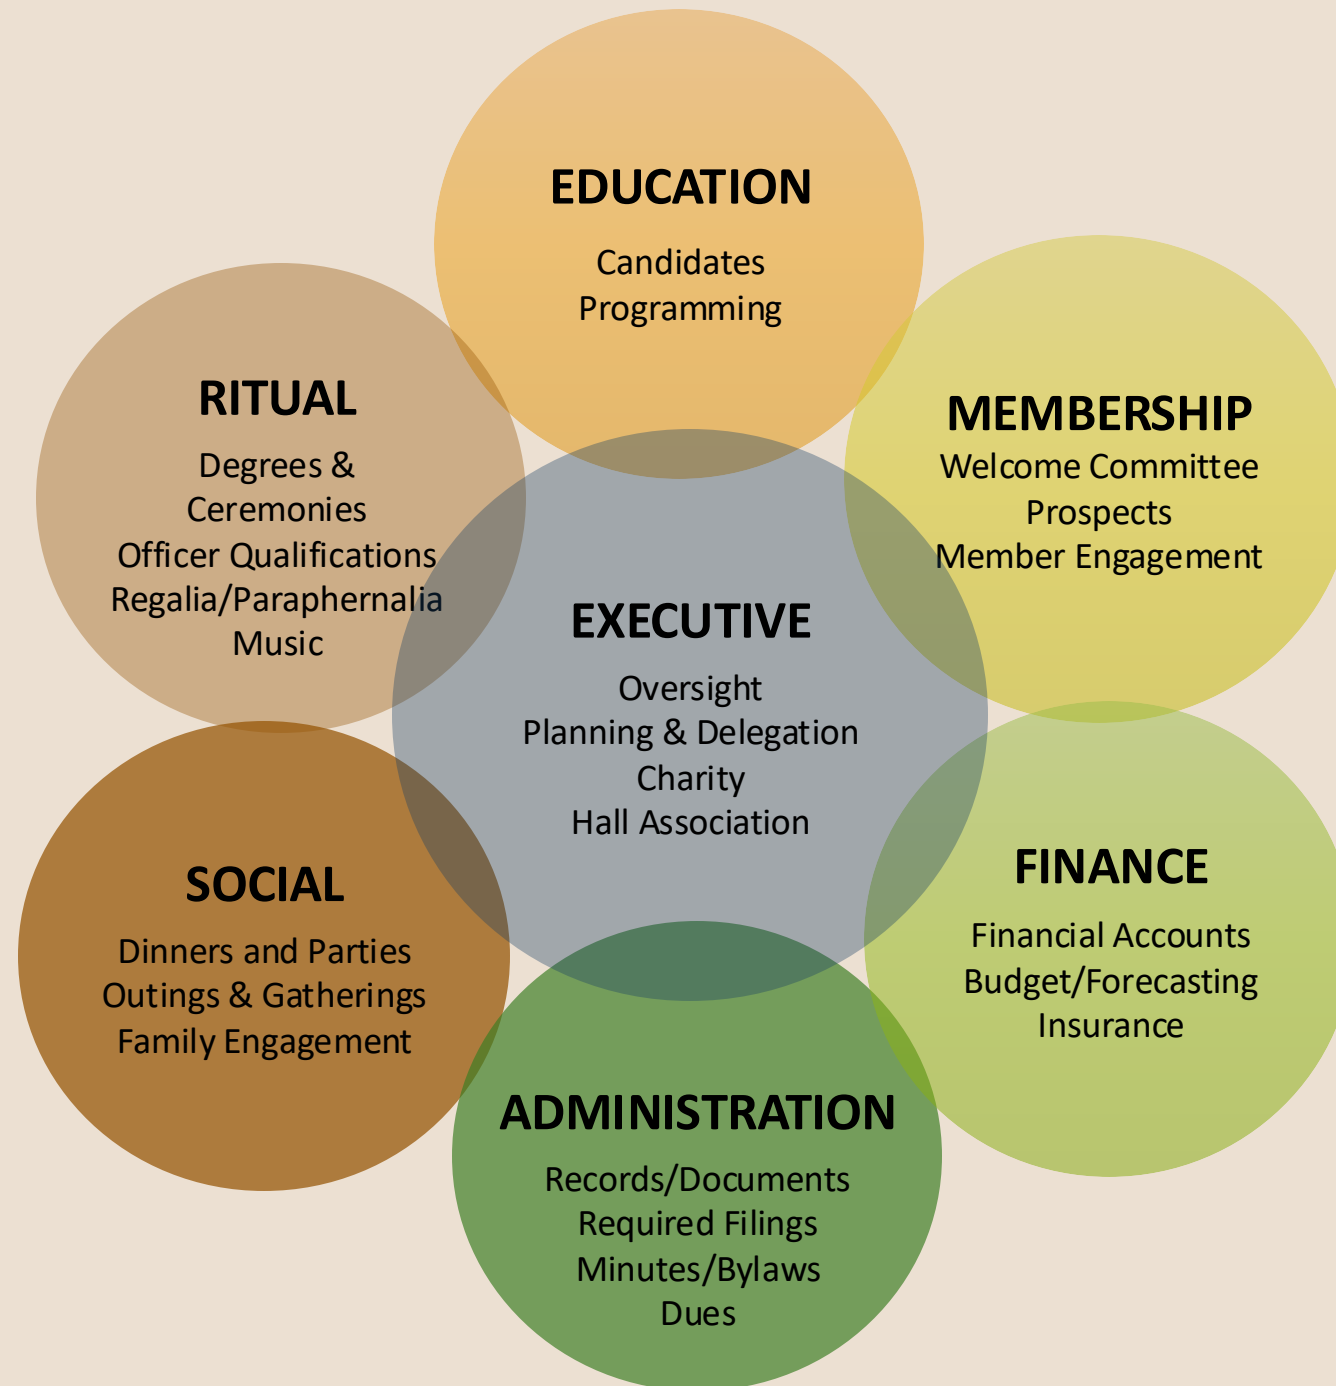 EDUCATION
Candidates
Programming
RITUAL
Degrees &
Ceremonies
Officer Qualifications
Regalia/Paraphernalia
Music
MEMBERSHIP
Welcome Committee
Prospects
Member Engagement
EXECUTIVE
Oversight
Planning & Delegation
Charity
Hall Association
SOCIAL
Dinners and Parties
Outings & Gatherings
Family Engagement
FINANCE
Financial Accounts
Budget/Forecasting
Insurance
ADMINISTRATION
Records/Documents
Required Filings
Minutes/Bylaws
Dues